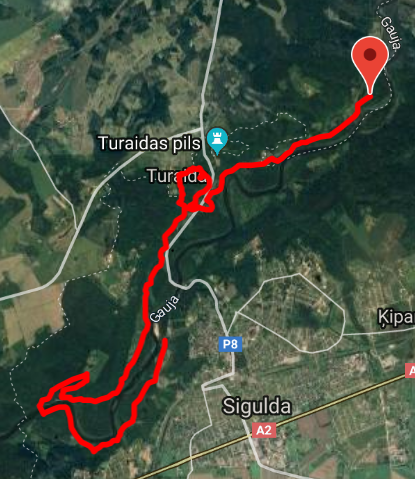 Gauja
Turaidas pils
Turaida
Gauja
P8
Ķipa
Sigulda
A2
A